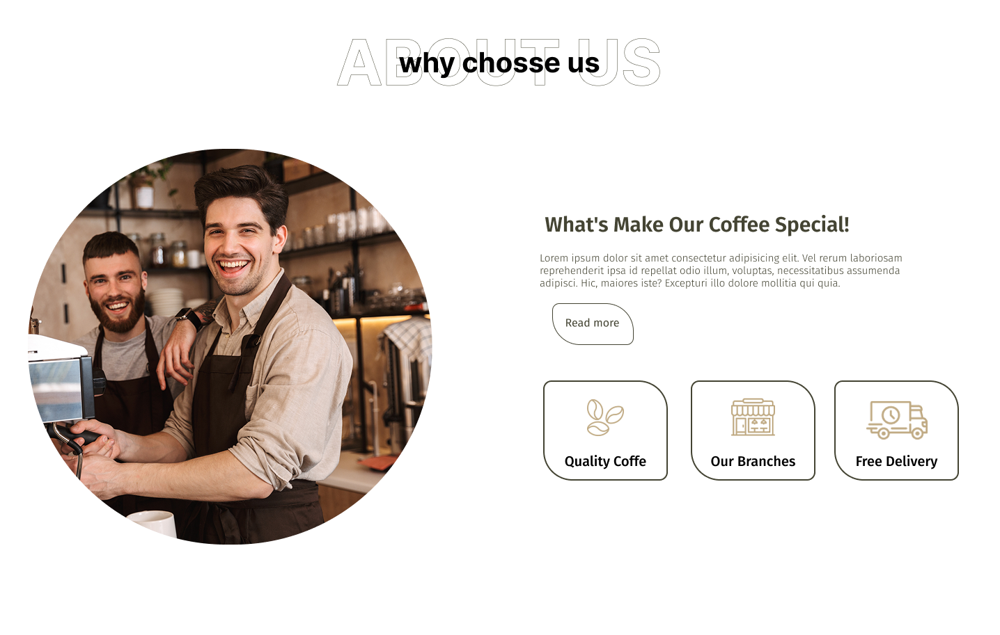 ABOUT US
why chosse us
What's Make Our Coffee Special!
Lorem ipsum dolor sit amet consectetur adipisicing elit. Vel rerum laboriosam
reprehenderit ipsa id repellat odio illum, voluptas, necessitatibus assumenda
adipisci. Hic, maiores iste? Excepturi illo dolore mollitia qui quia.
Read more
Quality Coffe
Our Branches
Free Delivery